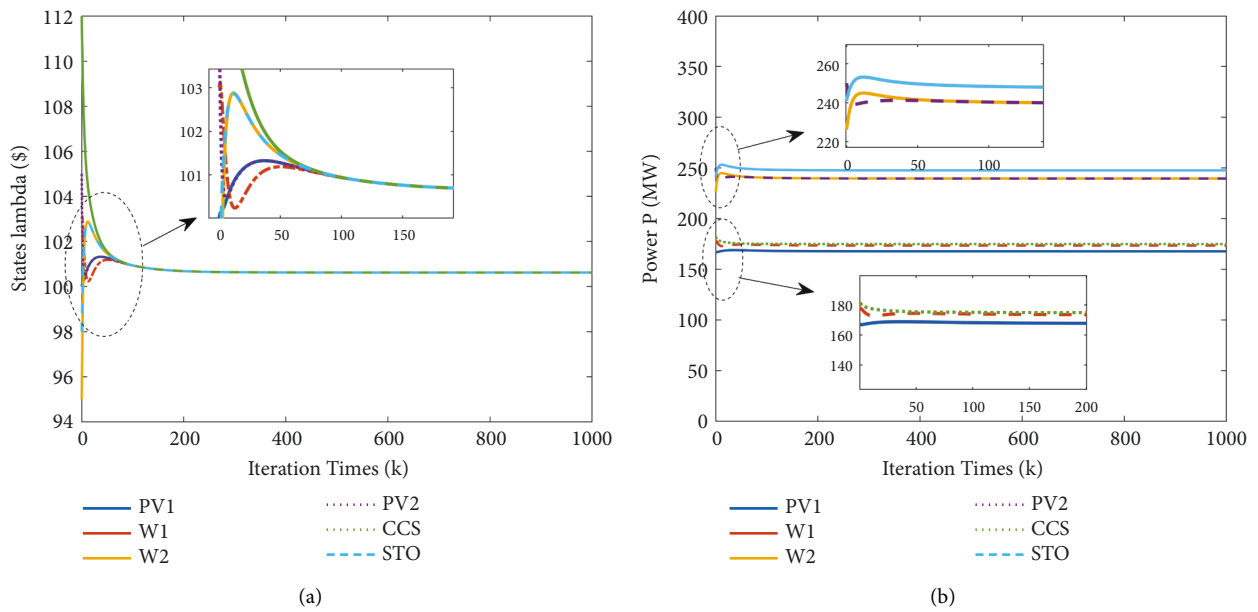 112
110
108
106
104
102
100
98
96
94
States lambda ($)
103
102
101
0 50 100 150
0 200 400 600 800 1000
Iteration Times (k)
PV1
W1
W2
PV2
CCS
STO
(a)
400
350
300
250
200
150
100
50
0
Power P (MW)
260
240
220
0 50 100
180
160
140
50 100 150 200
0 200 400 600 800 1000
Iteration Times (k)
PV1
W1
W2
PV2
CCS
STO
(b)